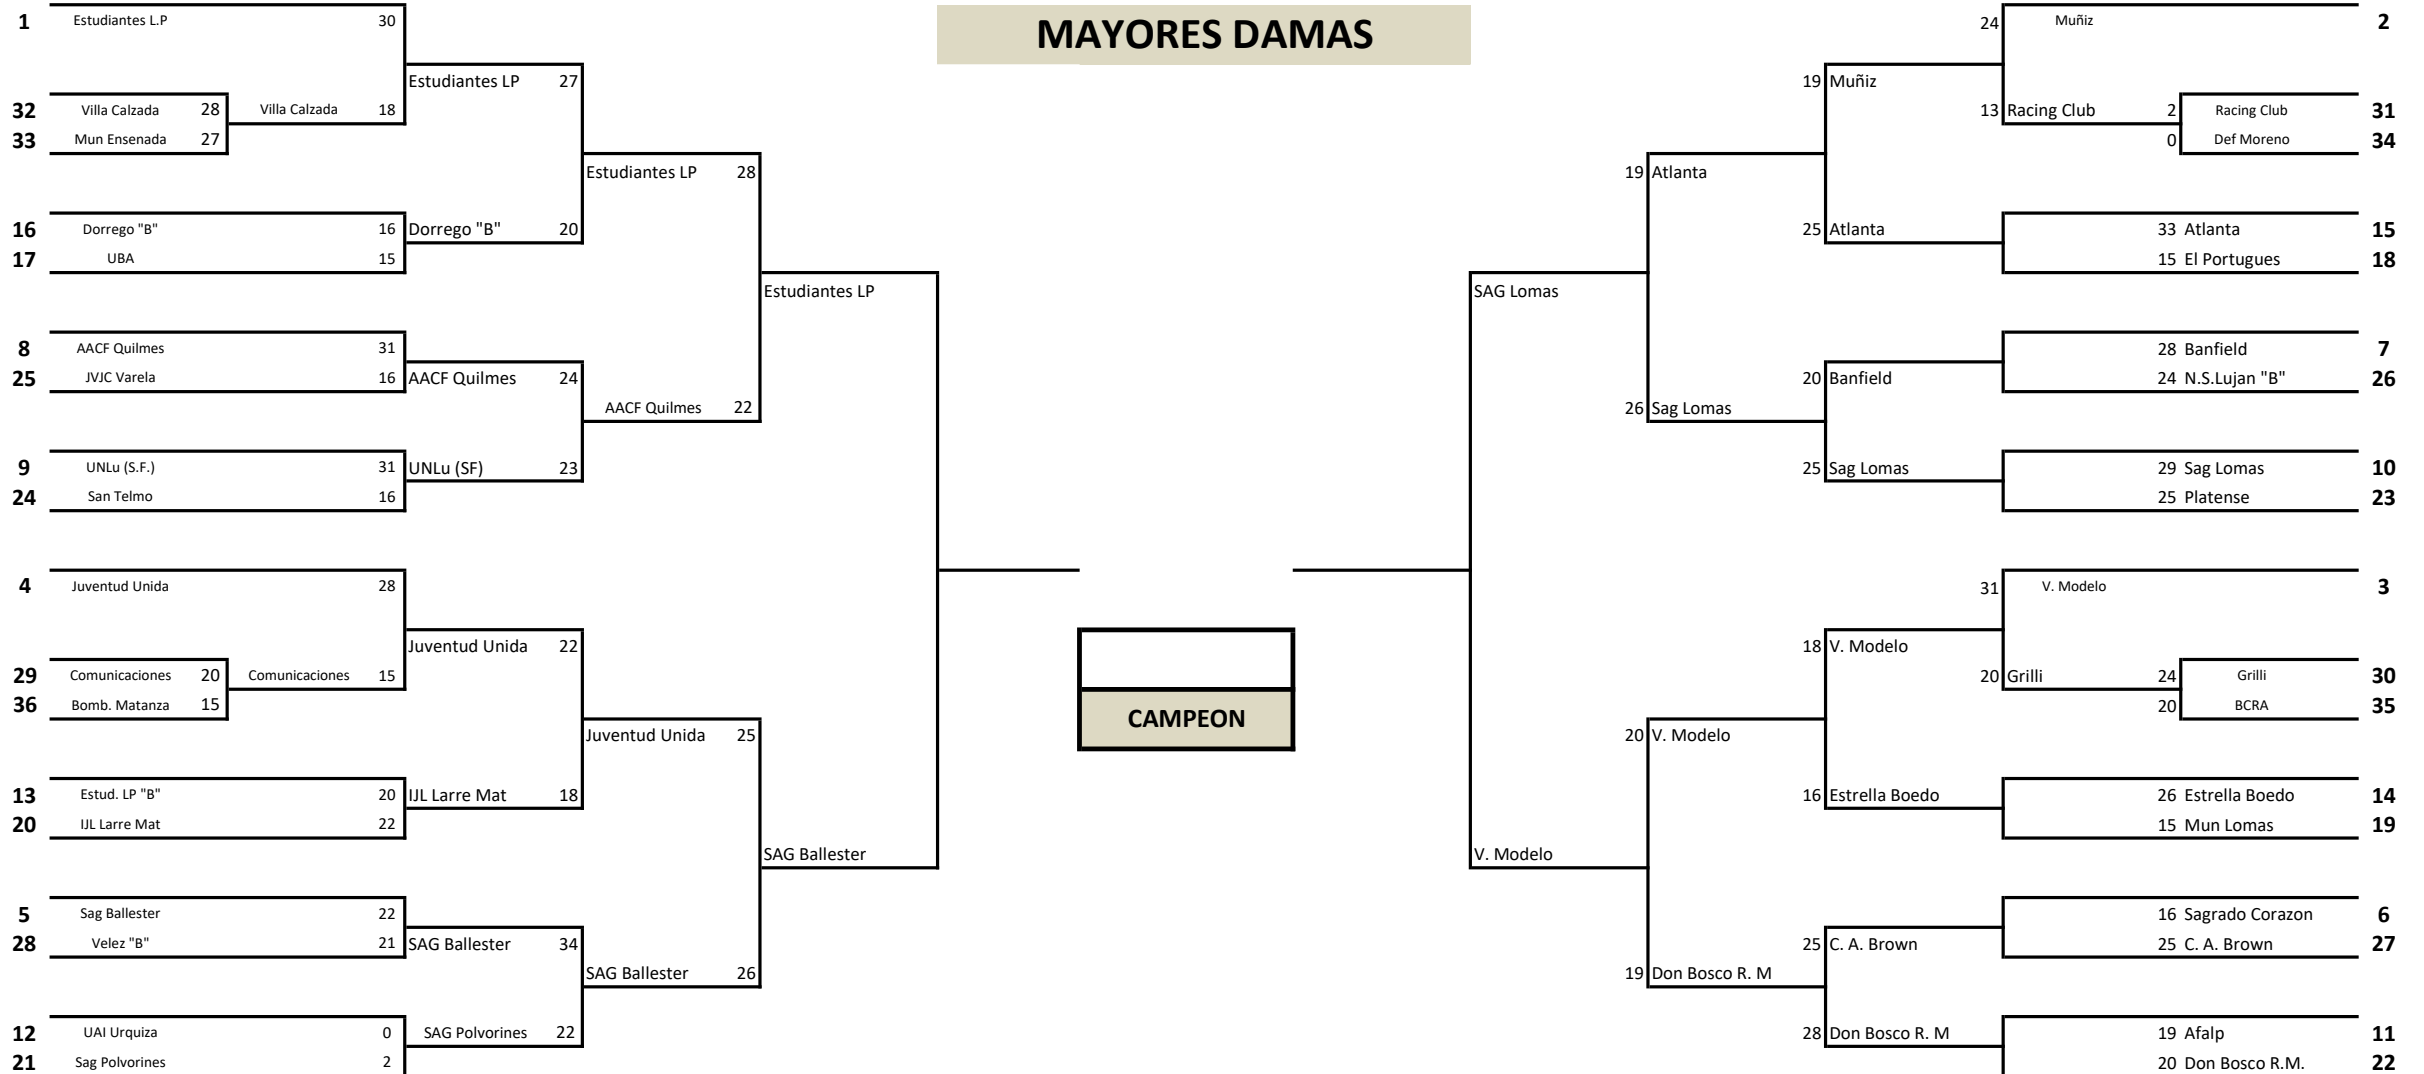 MAYORES DAMAS
1 Estudiantes L.P 30
Estudiantes LP 27
32 Villa Calzada 28 Villa Calzada 18
33 Mun Ensenada 27
Estudiantes LP 28
16 Dorrego "B" 16 Dorrego "B" 20
17 UBA 15
Estudiantes LP
8 AACF Quilmes 31
25 JVJC Varela 16 AACF Quilmes 24
AACF Quilmes 22
9 UNLu (S.F.) 31 UNLu (SF) 23
24 San Telmo 16
4 Juventud Unida 28
Juventud Unida 22
29 Comunicaciones 20 Comunicaciones 15
36 Bomb. Matanza 15
Juventud Unida 25
13 Estud. LP "B" 20 IJL Larre Mat 18
20 IJL Larre Mat 22
SAG Ballester
5 Sag Ballester 22
28 Velez "B" 21 SAG Ballester 34
SAG Ballester 26
12 UAI Urquiza 0 SAG Polvorines 22
21 Sag Polvorines 2
CAMPEON
24 Muñiz 2
19 Muñiz
13 Racing Club 2 Racing Club 31
0 Def Moreno 34
19 Atlanta
25 Atlanta 33 Atlanta 15
15 El Portugues 18
SAG Lomas
28 Banfield 7
20 Banfield 24 N.S.Lujan "B" 26
26 Sag Lomas
25 Sag Lomas 29 Sag Lomas 10
25 Platense 23
31 V. Modelo 3
18 V. Modelo
20 Grilli 24 Grilli 30
20 BCRA 35
20 V. Modelo
16 Estrella Boedo 26 Estrella Boedo 14
15 Mun Lomas 19
V. Modelo
16 Sagrado Corazon 6
25 C. A. Brown 25 C. A. Brown 27
19 Don Bosco R. M
28 Don Bosco R. M 19 Afalp 11
20 Don Bosco R.M. 22